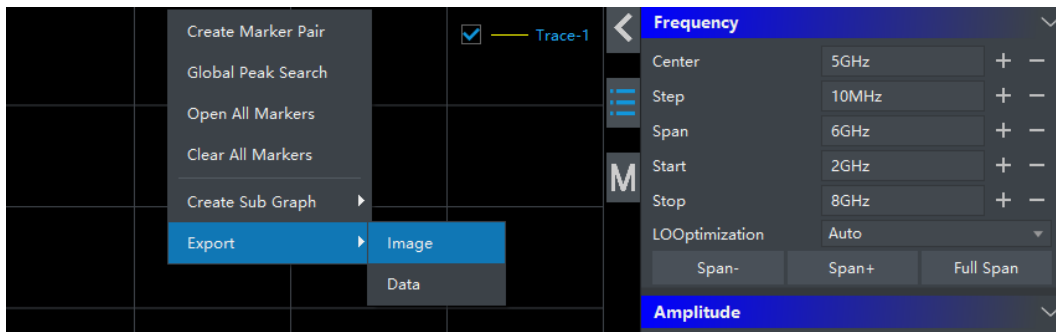 Create Marker Pair
Global Peak Search
Open All Markers
Clear All Markers
Create Sub Graph
Export
Image
Data
Trace-1
M
Frequency
Center 5GHz + −
Step 10MHz + −
Span 6GHz + −
Start 2GHz + −
Stop 8GHz + −
LOOptimization Auto
Span- Span+ Full Span
Amplitude